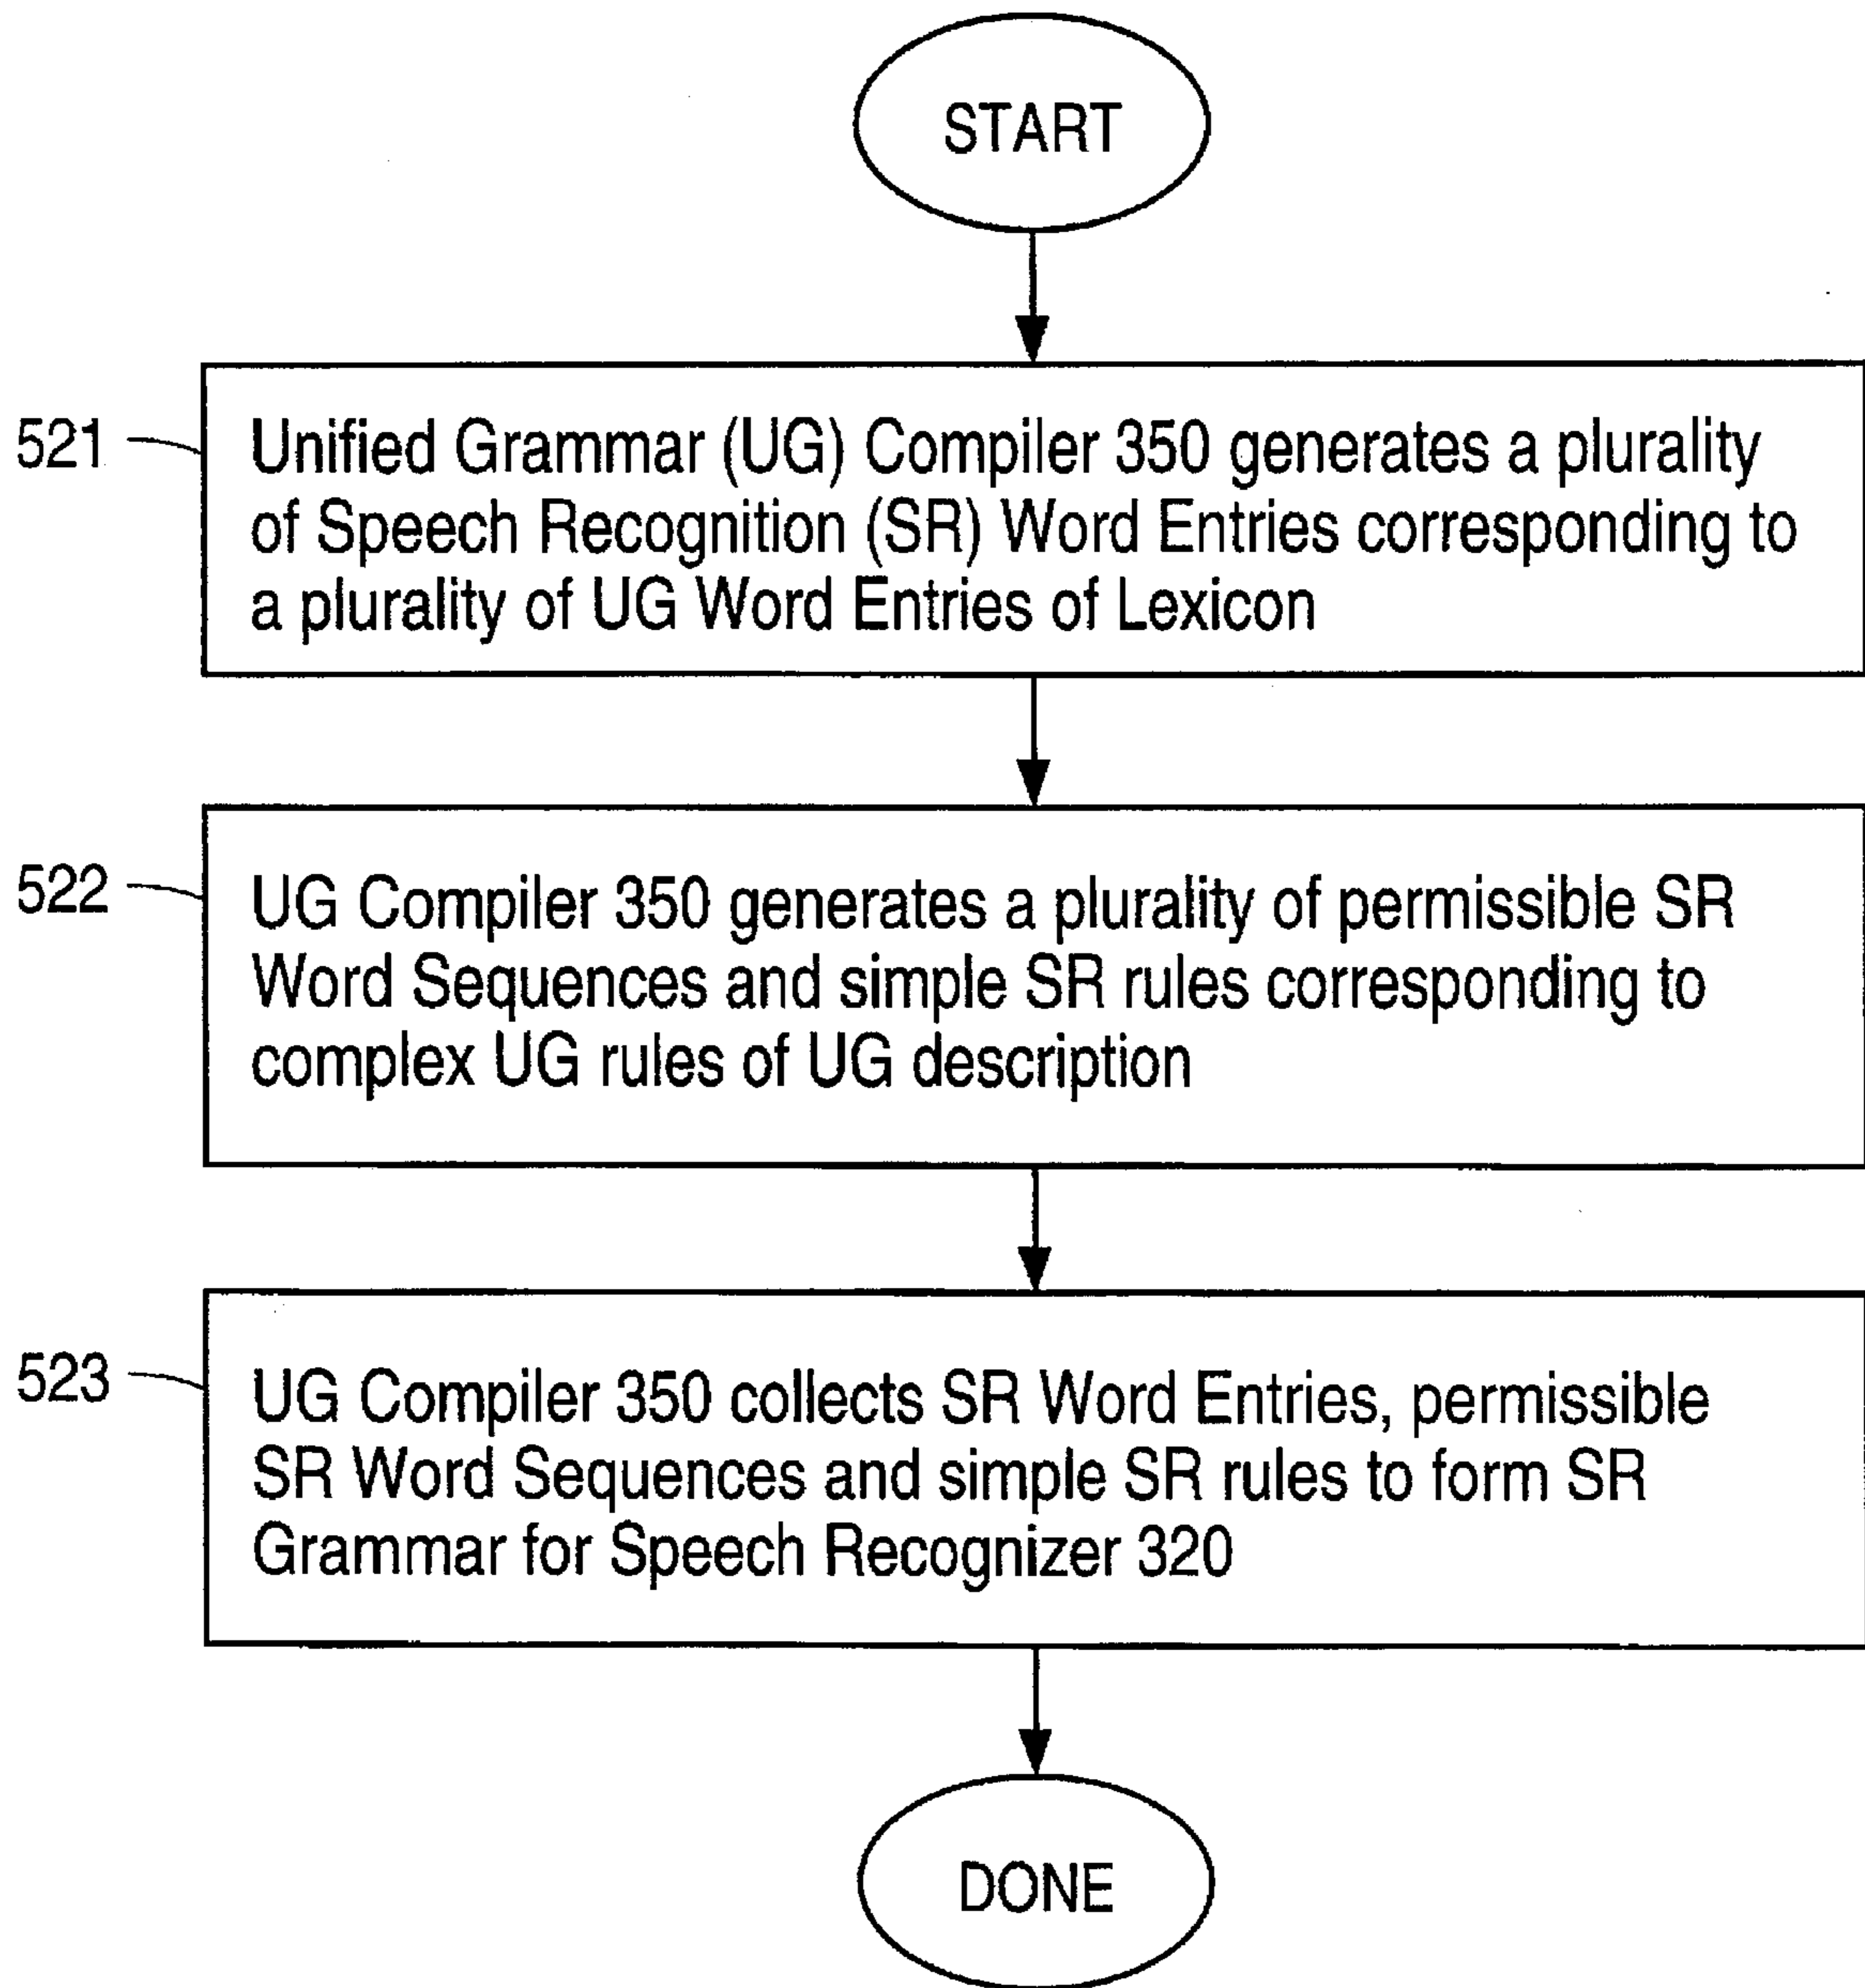 START
521
Unified Grammar (UG) Compiler 350 generates a plurality
of Speech Recognition (SR) Word Entries corresponding to
a plurality of UG Word Entries of Lexicon
522
UG Compiler 350 generates a plurality of permissible SR
Word Sequences and simple SR rules corresponding to
complex UG rules of UG description
523
UG Compiler 350 collects SR Word Entries, permissible
SR Word Sequences and simple SR rules to form SR
Grammar for Speech Recognizer 320
DONE